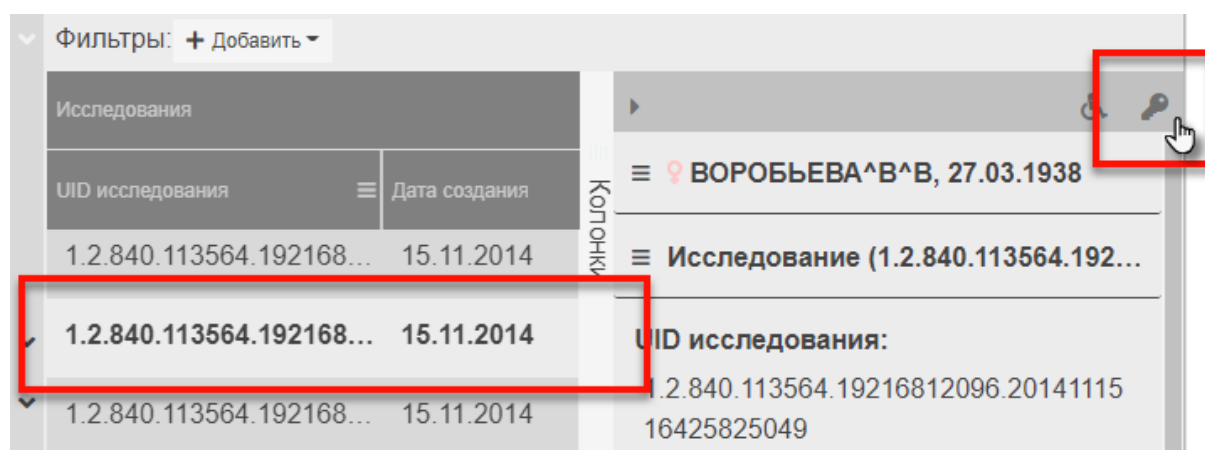 Фильтры: + Добавить
Исследования
UID исследования Дата создания
1.2.840.113564.192168... 15.11.2014
1.2.840.113564.192168... 15.11.2014
1.2.840.113564.192168... 15.11.2014
Колонки
ВОРОБЬЕВА^В^В, 27.03.1938
Исследование (1.2.840.113564.192...
UID исследования:
1.2.840.113564.19216812096.20141115
16425825049